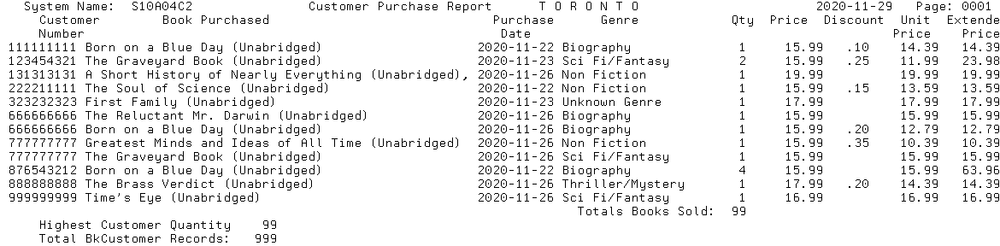 System Name: S10A04C2 Customer Purchase Report T O R O N T O 2020-11-29 Page: 0001
Customer Book Purchased Purchase Genre Qty Price Discount Unit Extende
Number Date Price Price
111111111 Born on a Blue Day (Unabridged) 2020-11-22 Biography 1 15.99 .10 14.39 14.39
123454321 The Graveyard Book (Unabridged) 2020-11-23 Sci Fi/Fantasy 2 15.99 .25 11.99 23.98
131313131 A Short History of Nearly Everything (Unabridged), 2020-11-26 Non Fiction 1 19.99 19.99 19.99
222211111 The Soul of Science (Unabridged) 2020-11-22 Non Fiction 1 15.99 .15 13.59 13.59
323232323 First Family (Unabridged) 2020-11-23 Unknown Genre 1 17.99 17.99 17.99
666666666 The Reluctant Mr. Darwin (Unabridged) 2020-11-26 Biography 1 15.99 15.99 15.99
666666666 Born on a Blue Day (Unabridged) 2020-11-26 Biography 1 15.99 .20 12.79 12.79
777777777 Greatest Minds and Ideas of All Time (Unabridged) 2020-11-26 Non Fiction 1 15.99 .35 10.39 10.39
777777777 The Graveyard Book (Unabridged) 2020-11-26 Sci Fi/Fantasy 1 15.99 15.99 15.99
876543212 Born on a Blue Day (Unabridged) 2020-11-22 Biography 4 15.99 15.99 63.96
888888888 The Brass Verdict (Unabridged) 2020-11-26 Thriller/Mystery 1 17.99 .20 14.39 14.39
999999999 Time's Eye (Unabridged) 2020-11-26 Sci Fi/Fantasy 1 16.99 16.99 16.99
Totals Books Sold: 99
Highest Customer Quantity 99
Total BkCustomer Records: 999